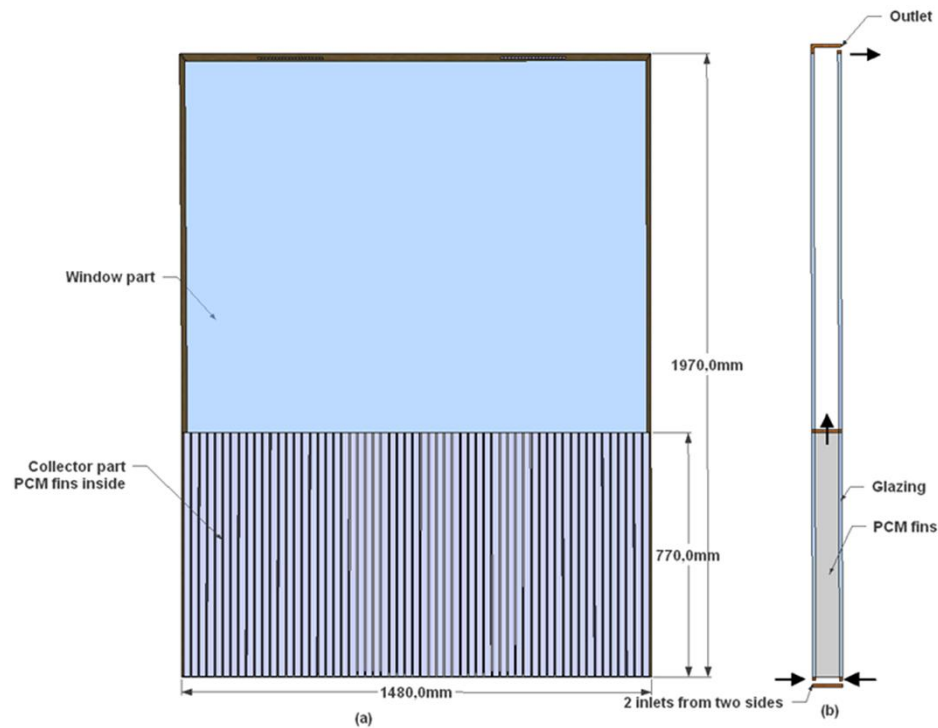 Outlet
Window part
1970,0mm
Collector part
PCM fins inside
Glazing
PCM fins
770,0mm
1480,0mm
2 inlets from two sides
(a)
(b)